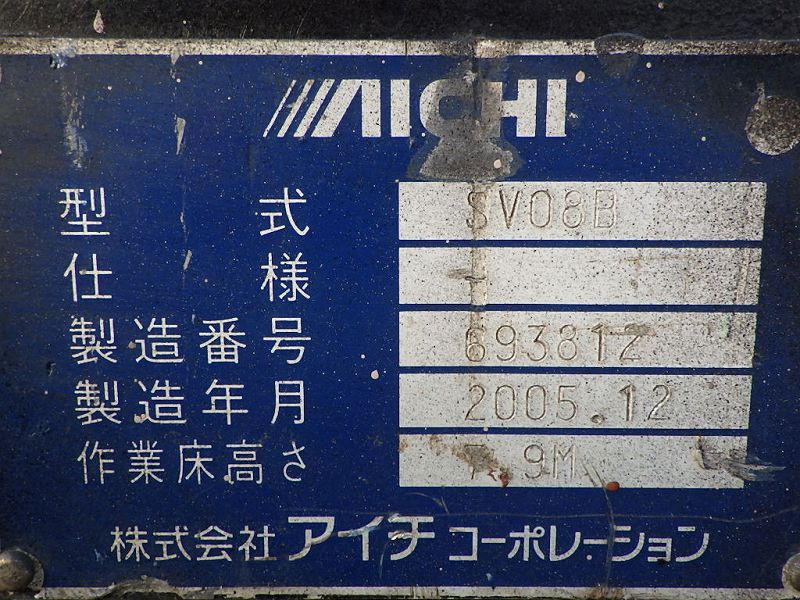 AICHI
型式 SV08B
仕様 -
製造番号 693812
製造年月 2005.12
作業床高さ 7.9M
株式会社アイチコーポレーション